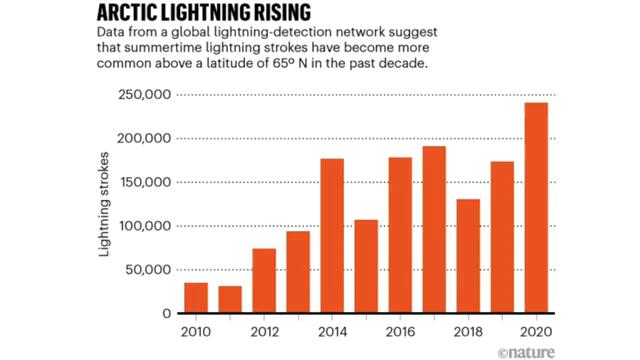 ARCTIC LIGHTNING RISING
Data from a global lightning-detection network suggest
that summertime lightning strokes have become more
common above a latitude of 65º N in the past decade.
250,000
200,000
150,000
100,000
50,000
0
Lightning strokes
2010
2012
2014
2016
2018
2020
©nature